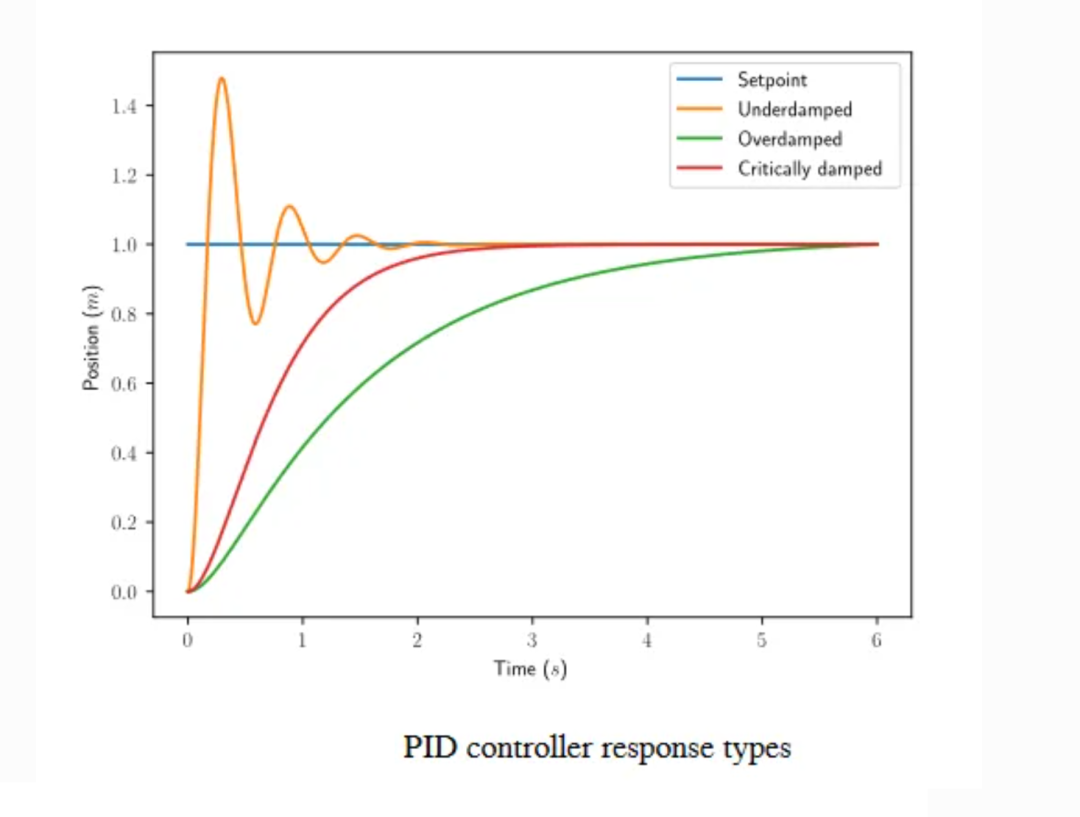 Setpoint
Underdamped
Overdamped
Critically damped
1.4
1.2
1.0
0.8
0.6
0.4
0.2
0.0
Position (m)
0 1 2 3 4 5 6
Time (s)
PID controller response types